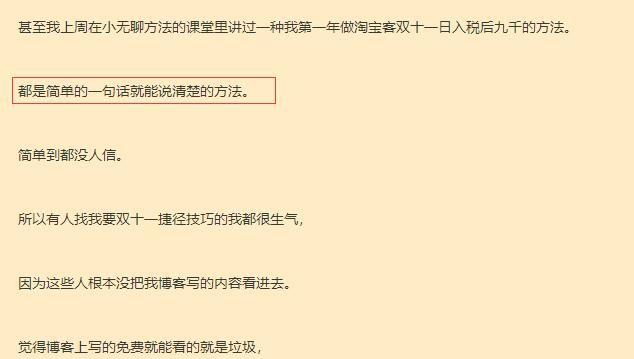 甚至我上周在小无聊方法的课堂里讲过一种我第一年做淘宝客双十一日入税后九千的方法。
都是简单的一句话就能说清楚的方法。
简单到都没人信。
所以有人找我要双十一捷径技巧的我都很生气，
因为这些人根本没把我博客写的内容看进去。
觉得博客上写的免费就能看的就是垃圾，